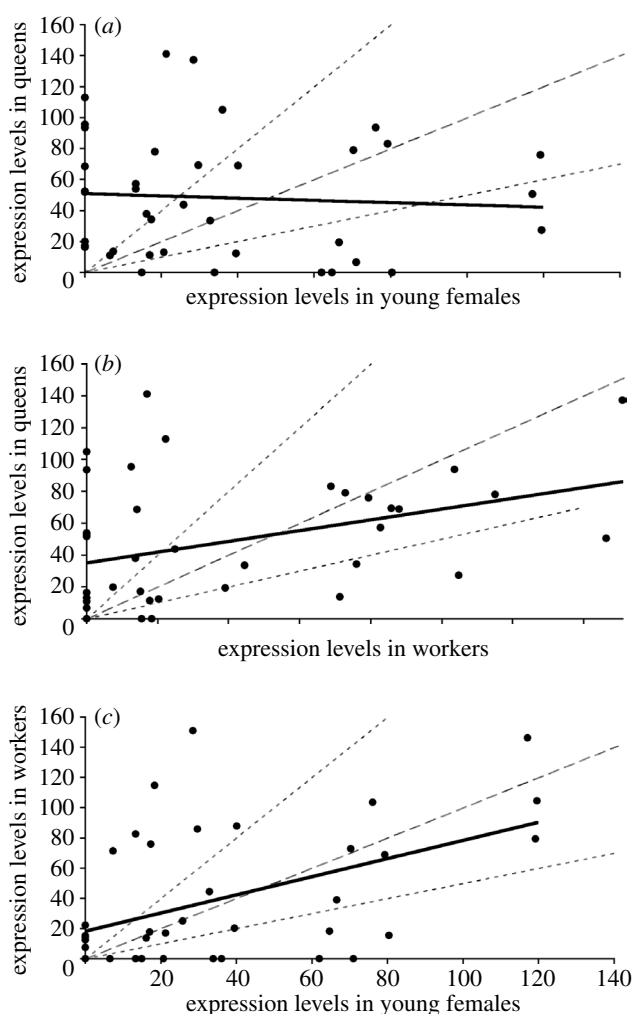 (a)
160
140
120
100
80
60
40
20
0
expression levels in queens
expression levels in young females
(b)
160
140
120
100
80
60
40
20
0
expression levels in queens
expression levels in workers
(c)
160
140
120
100
80
60
40
20
0
expression levels in workers
20 40 60 80 100 120 140
expression levels in young females